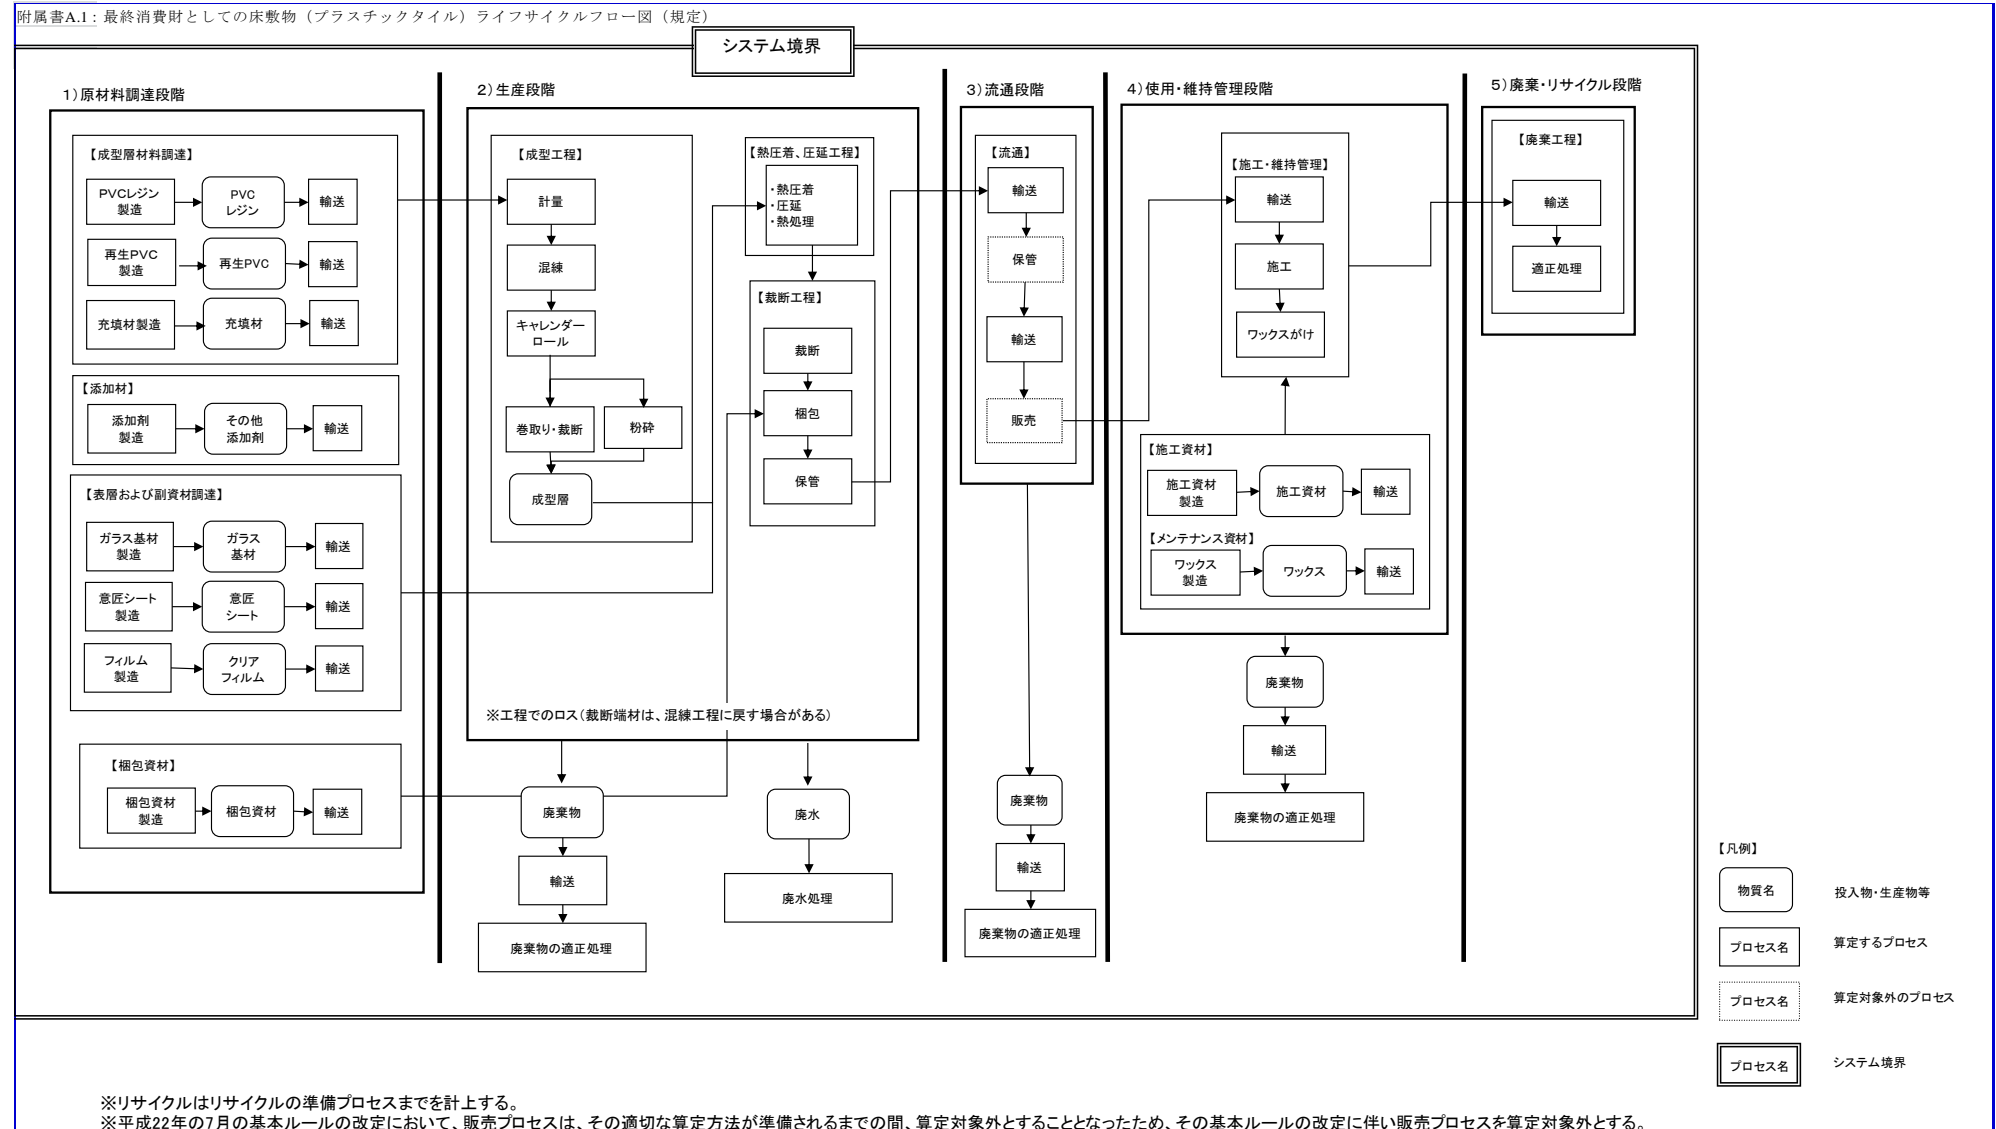 附属書A.1：最終消費財としての床敷物（プラスチックタイル）ライフサイクルフロー図（規定）
システム境界
1)原材料調達段階
【成型層材料調達】
PVCレジン
製造
PVC
レジン
輸送
再生PVC
製造
再生PVC
輸送
充填材製造
充填材
輸送
【添加材】
添加剤
製造
その他
添加剤
輸送
【表層および副資材調達】
ガラス基材
製造
ガラス
基材
輸送
意匠シート
製造
意匠
シート
輸送
フィルム
製造
クリア
フィルム
輸送
【梱包資材】
梱包資材
製造
梱包資材
輸送
2)生産段階
【成型工程】
計量
混練
キャレンダー
ロール
巻取り・裁断
粉砕
成型層
【熱圧着、圧延工程】
・熱圧着
・圧延
・熱処理
【裁断工程】
裁断
梱包
保管
※工程でのロス（裁断端材は、混練工程に戻す場合がある）
廃棄物
輸送
廃棄物の適正処理
廃水
廃水処理
3)流通段階
【流通】
輸送
保管
輸送
販売
廃棄物
輸送
廃棄物の適正処理
4)使用・維持管理段階
【施工・維持管理】
輸送
施工
ワックスがけ
【施工資材】
施工資材
製造
施工資材
輸送
【メンテナンス資材】
ワックス
製造
ワックス
輸送
廃棄物
輸送
廃棄物の適正処理
5)廃棄・リサイクル段階
【廃棄工程】
輸送
適正処理
【凡例】
物質名
投入物・生産物等
プロセス名
算定するプロセス
プロセス名
算定対象外のプロセス
プロセス名
システム境界
※リサイクルはリサイクルの準備プロセスまでを計上する。
※平成22年の7月の基本ルールの改定において、販売プロセスは、その適切な算定方法が準備されるまでの間、算定対象外とすることとなったため、その基本ルールの改定に伴い販売プロセスを算定対象外とする。